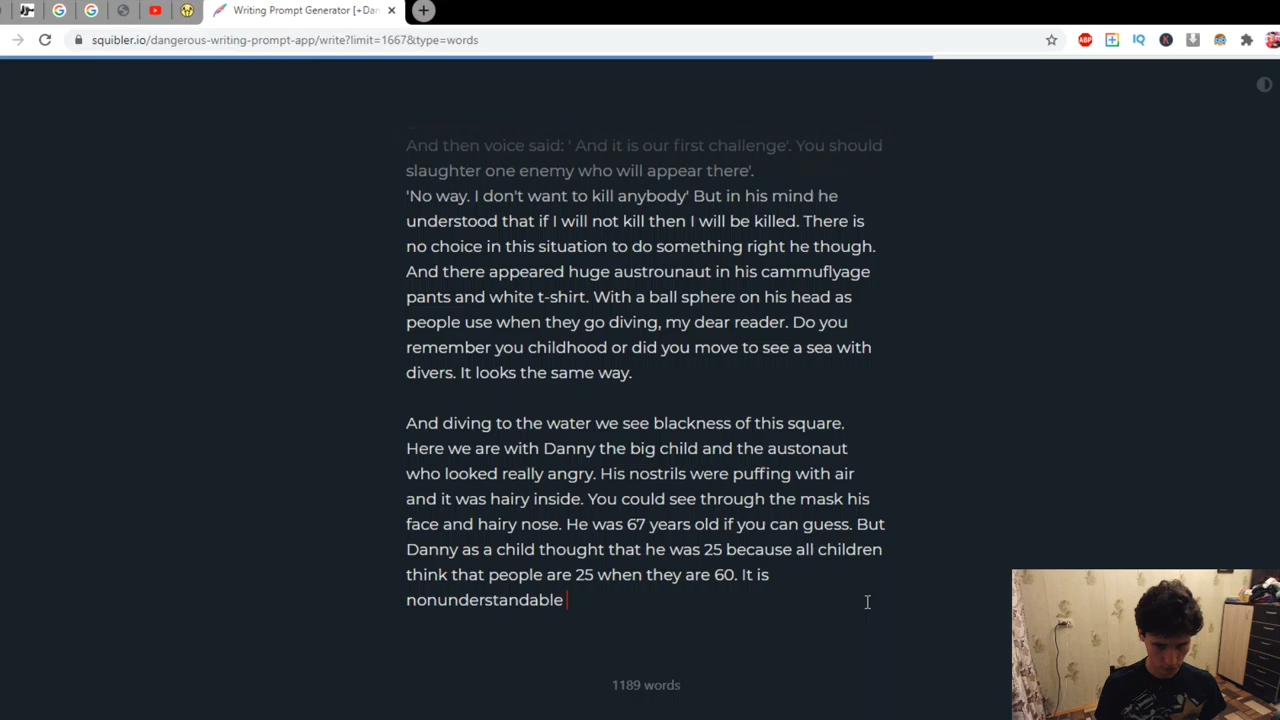 Writing Prompt Generator [+Dan
squibler.io/dangerous-writing-prompt-app/write?limit=1667&type=words
ABP
IQ
K
And then voice said: ' And it is our first challenge'. You should
slaughter one enemy who will appear there'.
'No way. I don't want to kill anybody' But in his mind he
understood that if I will not kill then I will be killed. There is
no choice in this situation to do something right he though.
And there appeared huge austrounaut in his cammuflyage
pants and white t-shirt. With a ball sphere on his head as
people use when they go diving, my dear reader. Do you
remember you childhood or did you move to see a sea with
divers. It looks the same way.
And diving to the water we see blackness of this square.
Here we are with Danny the big child and the austonaut
who looked really angry. His nostrils were puffing with air
and it was hairy inside. You could see through the mask his
face and hairy nose. He was 67 years old if you can guess. But
Danny as a child thought that he was 25 because all children
think that people are 25 when they are 60. It is
nonunderstandable
1189 words